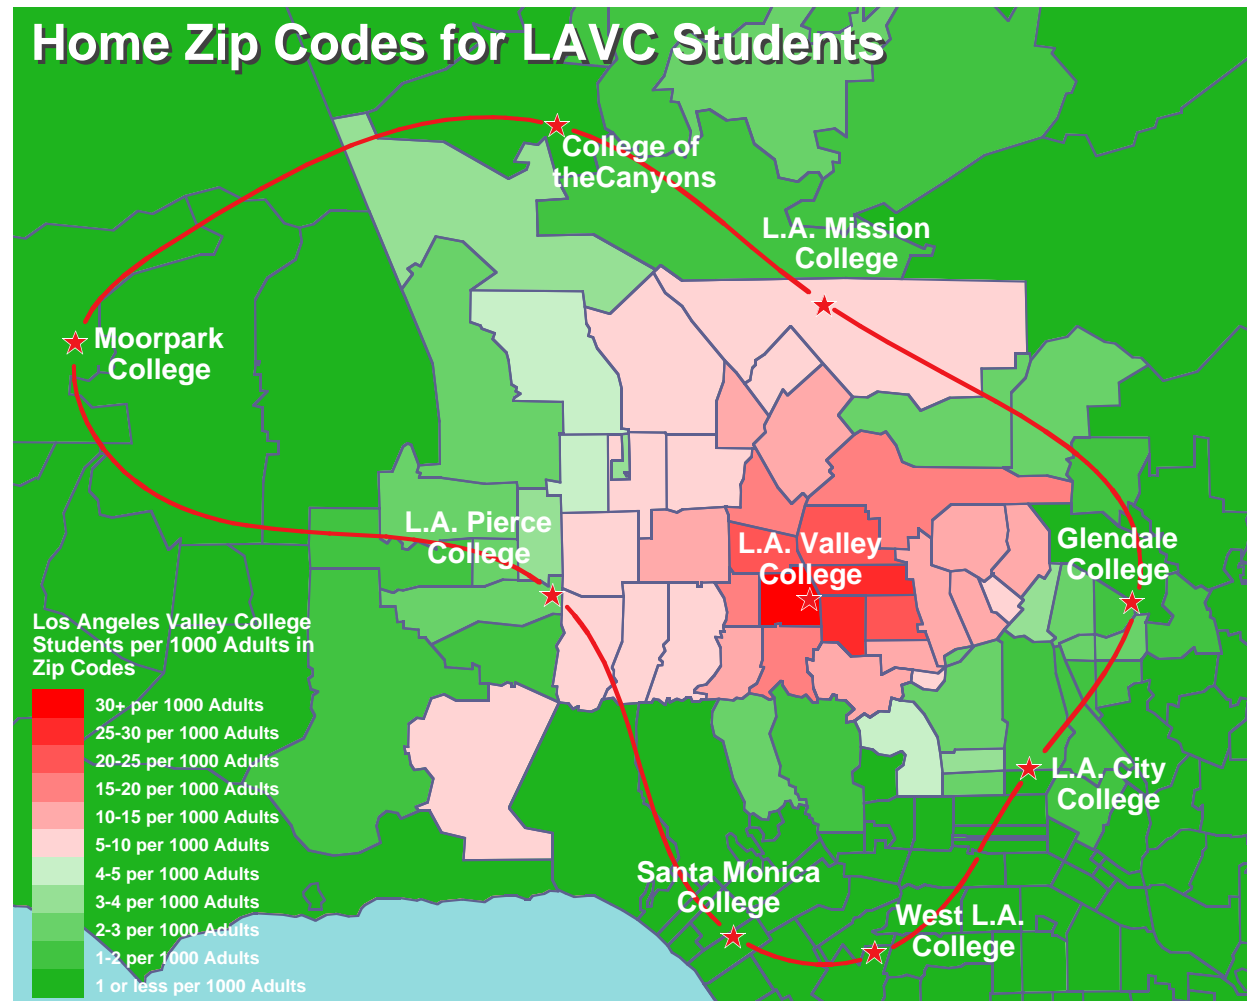 Home Zip Codes for LAVC Students
College of
theCanyons
L.A. Mission
College
Moorpark
College
L.A. Pierce
College
L.A. Valley
College
Glendale
College
Los Angeles Valley College
Students per 1000 Adults in
Zip Codes
30+ per 1000 Adults
25-30 per 1000 Adults
20-25 per 1000 Adults
15-20 per 1000 Adults
10-15 per 1000 Adults
5-10 per 1000 Adults
4-5 per 1000 Adults
3-4 per 1000 Adults
2-3 per 1000 Adults
1-2 per 1000 Adults
1 or less per 1000 Adults
L.A. City
College
Santa Monica
College
West L.A.
College